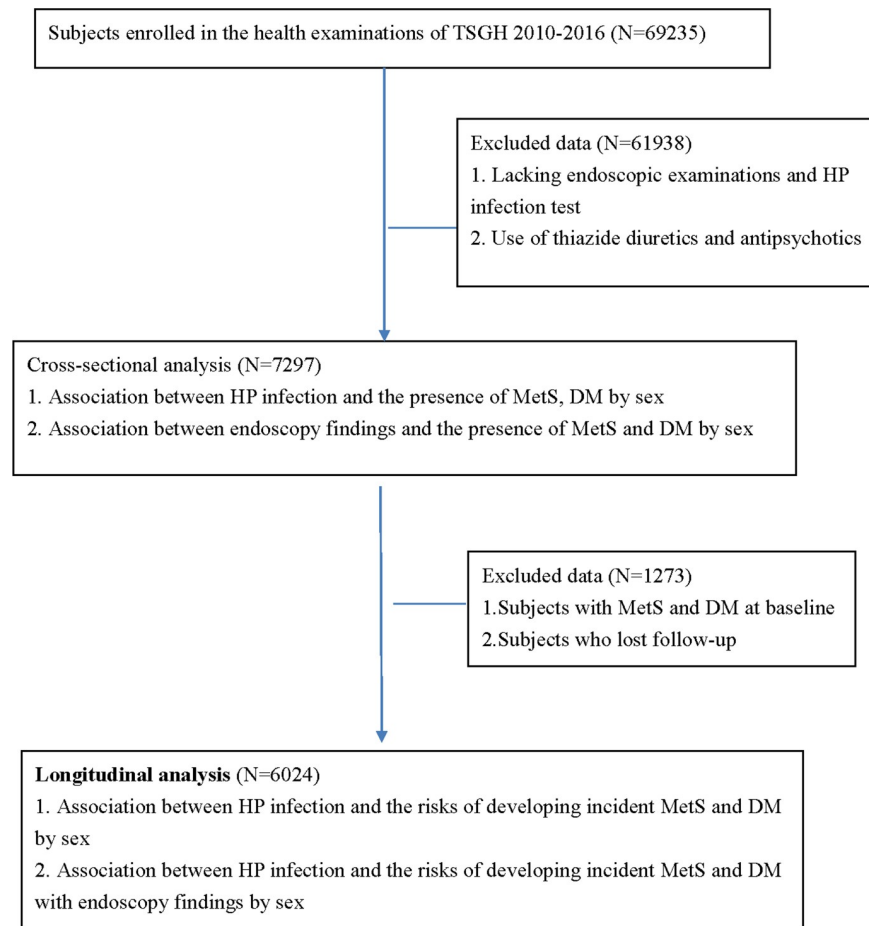 Subjects enrolled in the health examinations of TSGH 2010-2016 (N=69235)
Excluded data (N=61938)
1. Lacking endoscopic examinations and HP
infection test
2. Use of thiazide diuretics and antipsychotics
Cross-sectional analysis (N=7297)
1. Association between HP infection and the presence of MetS, DM by sex
2. Association between endoscopy findings and the presence of MetS and DM by sex
Excluded data (N=1273)
1.Subjects with MetS and DM at baseline
2.Subjects who lost follow-up
Longitudinal analysis (N=6024)
1. Association between HP infection and the risks of developing incident MetS and DM
by sex
2. Association between HP infection and the risks of developing incident MetS and DM
with endoscopy findings by sex